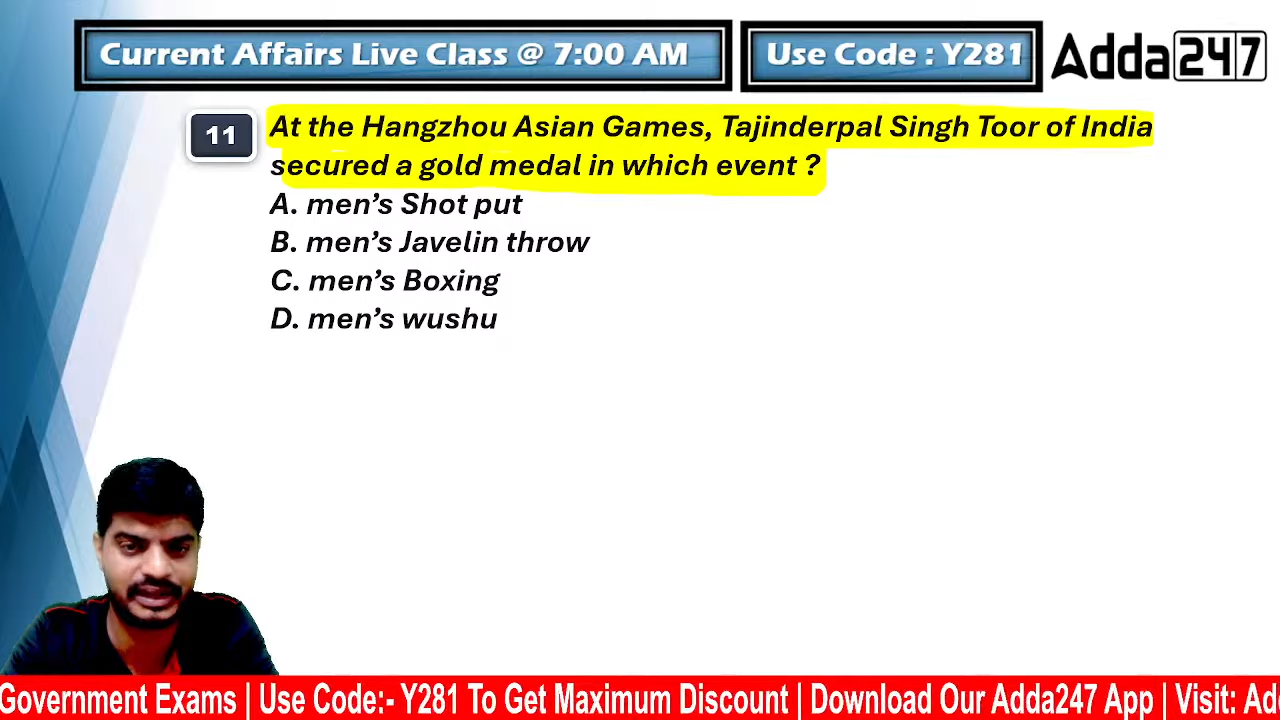 Current Affairs Live Class @ 7:00 AM
Use Code : Y281
Adda247
11
At the Hangzhou Asian Games, Tajinderpal Singh Toor of India
secured a gold medal in which event ?
A. men’s Shot put
B. men’s Javelin throw
C. men’s Boxing
D. men’s wushu
Government Exams | Use Code:- Y281 To Get Maximum Discount | Download Our Adda247 App | Visit: Ad